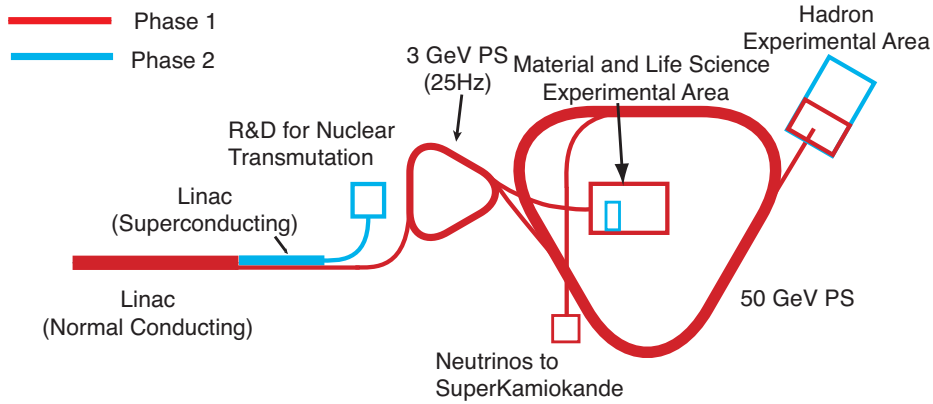 Phase 1
Phase 2
Hadron
Experimental Area
3 GeV PS
(25Hz)
Material and Life Science
Experimental Area
R&D for Nuclear
Transmutation
Linac
(Superconducting)
Linac
(Normal Conducting)
50 GeV PS
Neutrinos to
SuperKamiokande